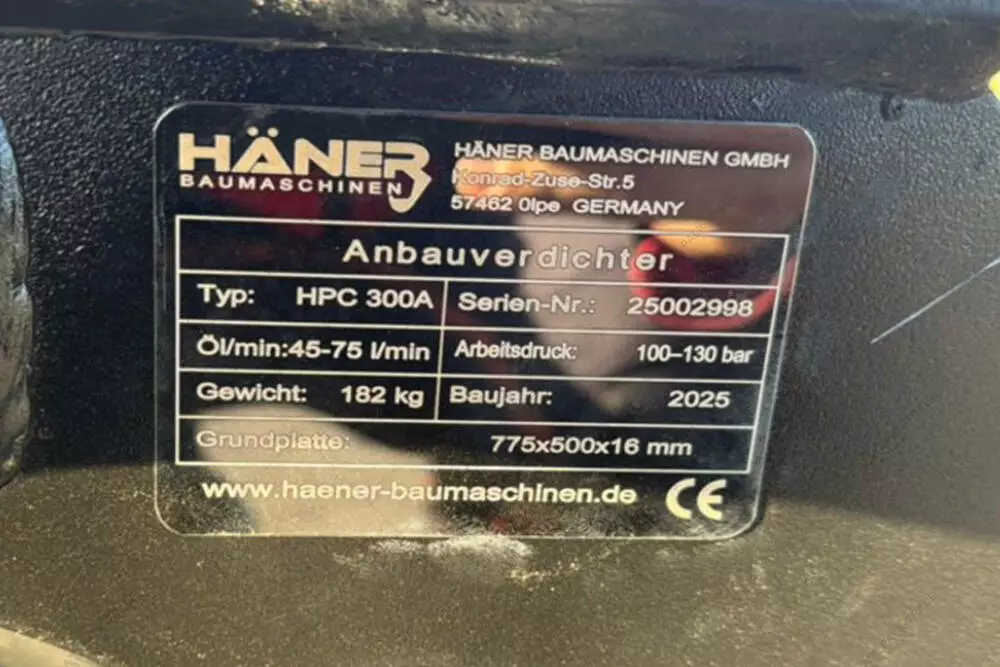 HÄNER
BAUMASCHINEN
HÄNER BAUMASCHINEN GMBH
Konrad-Zuse-Str.5
57462 Olpe GERMANY
Anbauverdichter
Typ: HPC 300A
Serien-Nr.: 25002998
Öl/min:45-75 l/min
Arbeitsdruck: 100–130 bar
Gewicht: 182 kg
Baujahr: 2025
Grundplatte: 775x500x16 mm
www.haener-baumaschinen.de CE